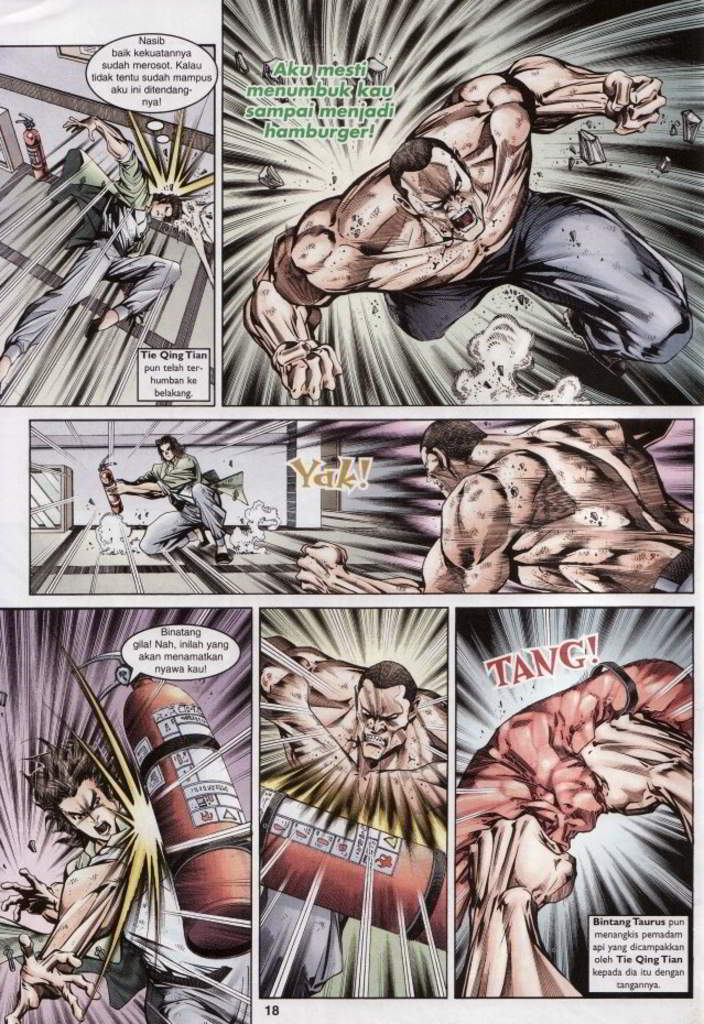 Nasib
baik kekuatannya
sudah merosot. Kalau
tidak tentu sudah mampus
aku ini ditendang-
nya!
Tie Qing Tian
pun telah ter-
humban ke
belakang.
Aku mesti
menumbuk kau
sampai menjadi
hamburger!
Yak!
Binatang
gila! Nah, inilah yang
akan menamatkan
nyawa kau!
TANG!
Bintang Taurus pun
menangkis pemadam
api yang dicampakkan
oleh Tie Qing Tian
kepada dia itu dengan
tangannya.
18